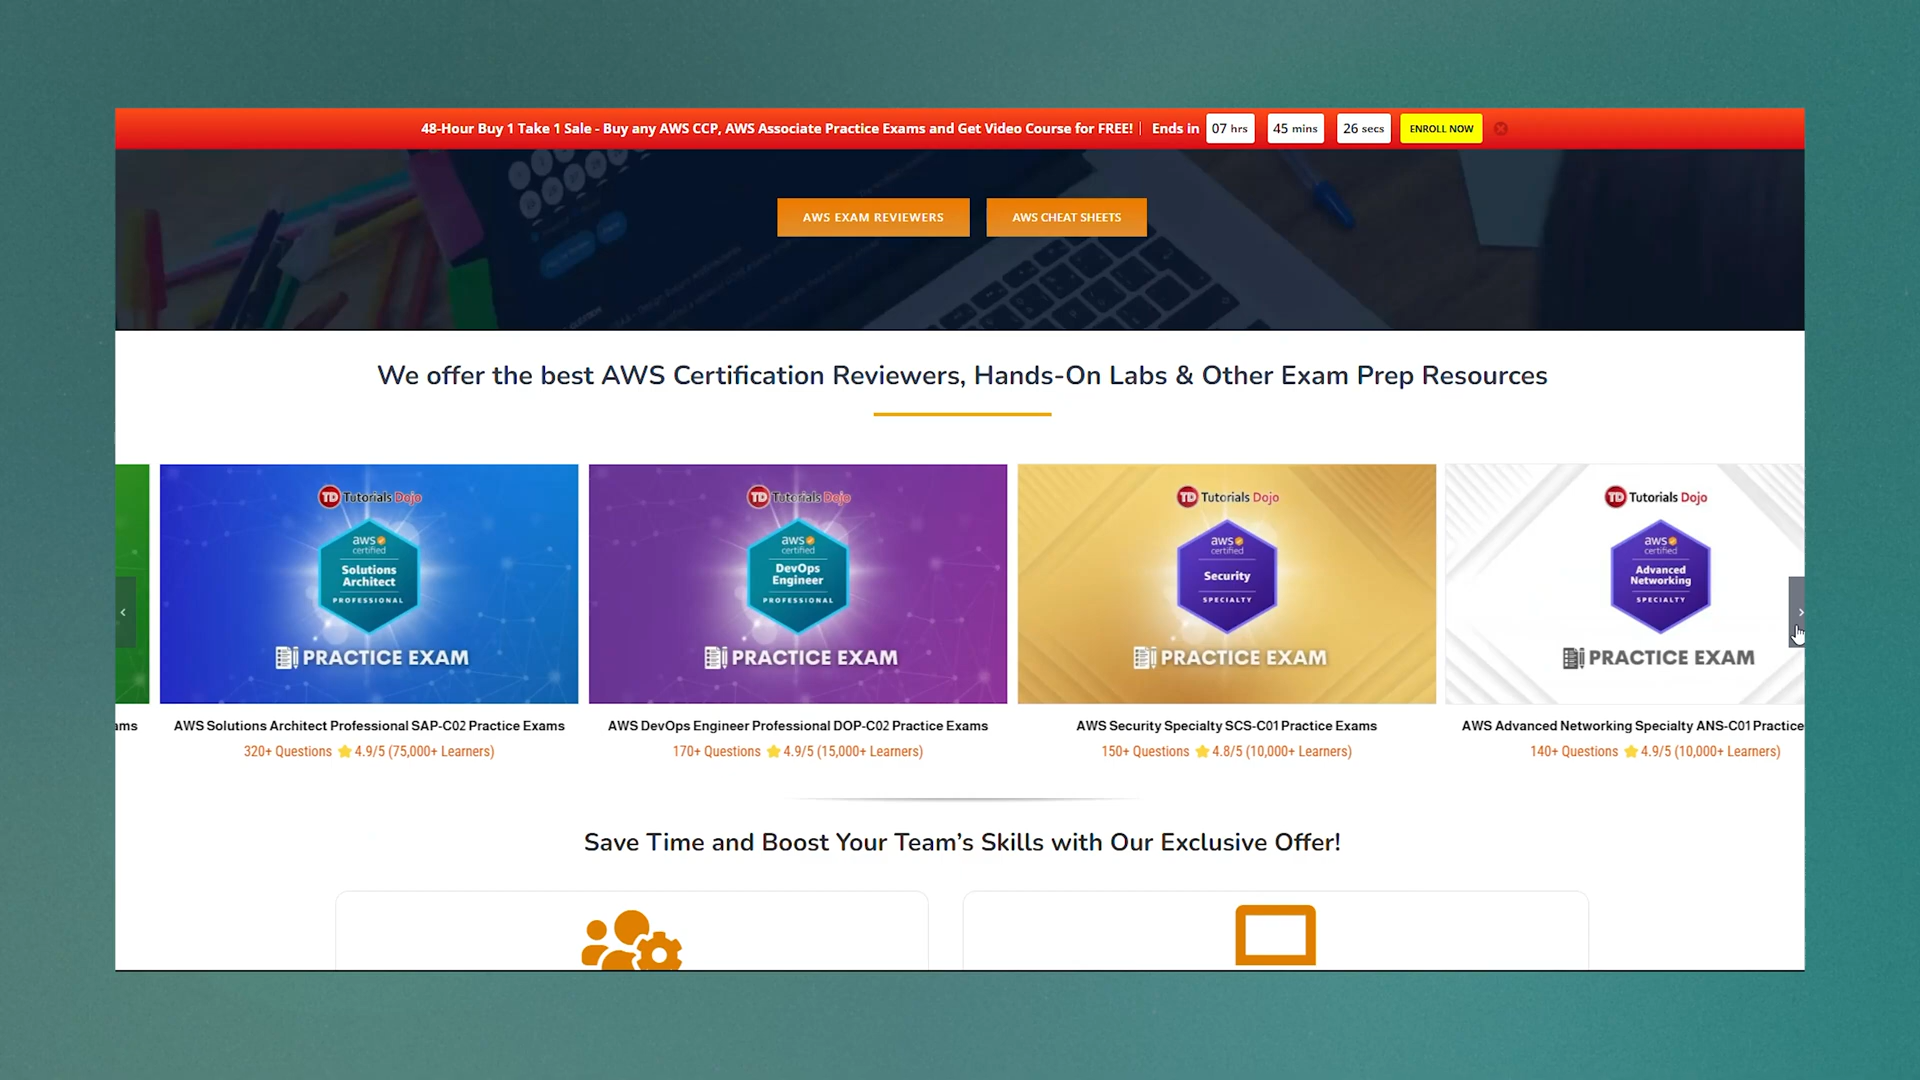 48-Hour Buy 1 Take 1 Sale - Buy any AWS CCP, AWS Associate Practice Exams and Get Video Course for FREE! | Ends in 07 hrs 45 mins 26 secs ENROLL NOW
AWS EXAM REVIEWERS
AWS CHEAT SHEETS
We offer the best AWS Certification Reviewers, Hands-On Labs & Other Exam Prep Resources
ams
TD Tutorials Dojo
aws
certified
Solutions
Architect
PROFESSIONAL
PRACTICE EXAM
AWS Solutions Architect Professional SAP-C02 Practice Exams
320+ Questions ⭐ 4.9/5 (75,000+ Learners)
TD Tutorials Dojo
aws
certified
DevOps
Engineer
PROFESSIONAL
PRACTICE EXAM
AWS DevOps Engineer Professional DOP-C02 Practice Exams
170+ Questions ⭐ 4.9/5 (15,000+ Learners)
TD Tutorials Dojo
aws
certified
Security
SPECIALTY
PRACTICE EXAM
AWS Security Specialty SCS-C01 Practice Exams
150+ Questions ⭐ 4.8/5 (10,000+ Learners)
TD Tutorials Dojo
aws
certified
Advanced
Networking
SPECIALTY
PRACTICE EXAM
AWS Advanced Networking Specialty ANS-C01 Practice
140+ Questions ⭐ 4.9/5 (10,000+ Learners)
Save Time and Boost Your Team’s Skills with Our Exclusive Offer!